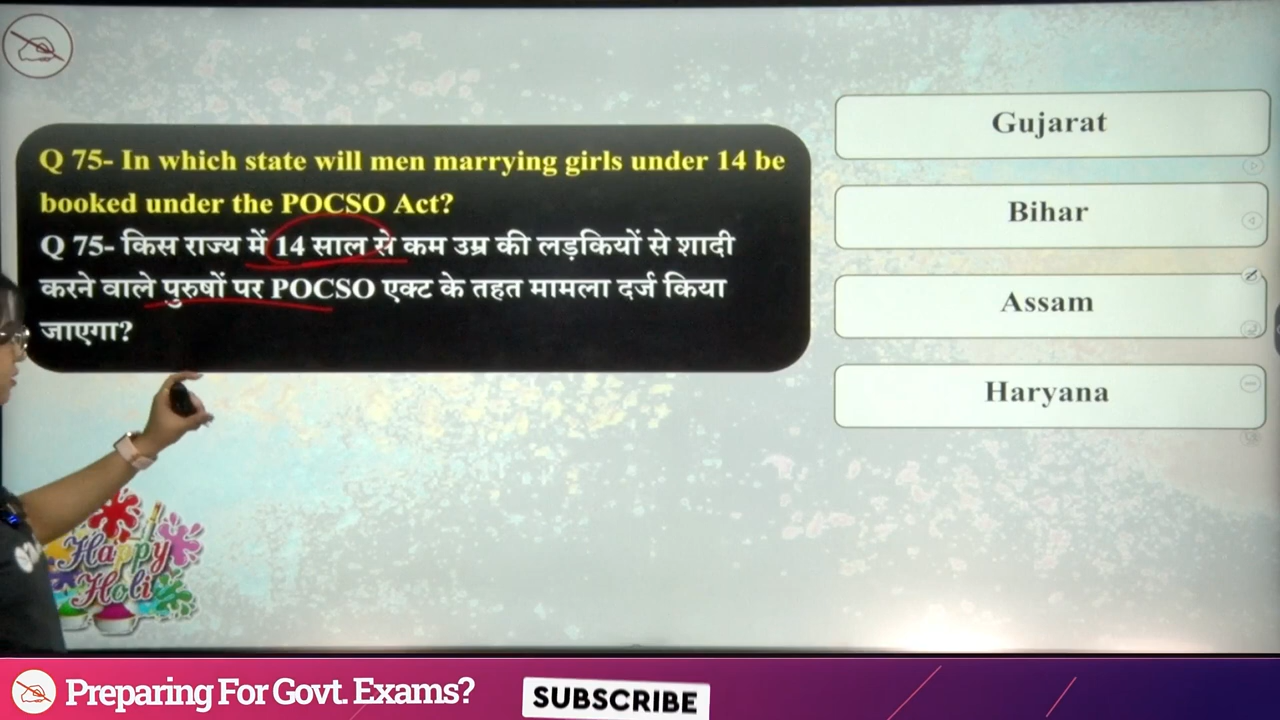 Q 75- In which state will men marrying girls under 14 be
booked under the POCSO Act?
Q 75- किस राज्य में 14 साल से कम उम्र की लड़कियों से शादी
करने वाले पुरुषों पर POCSO एक्ट के तहत मामला दर्ज किया
जाएगा?
Gujarat
Bihar
Assam
Haryana
Happy
Holi
Preparing For Govt. Exams?
SUBSCRIBE